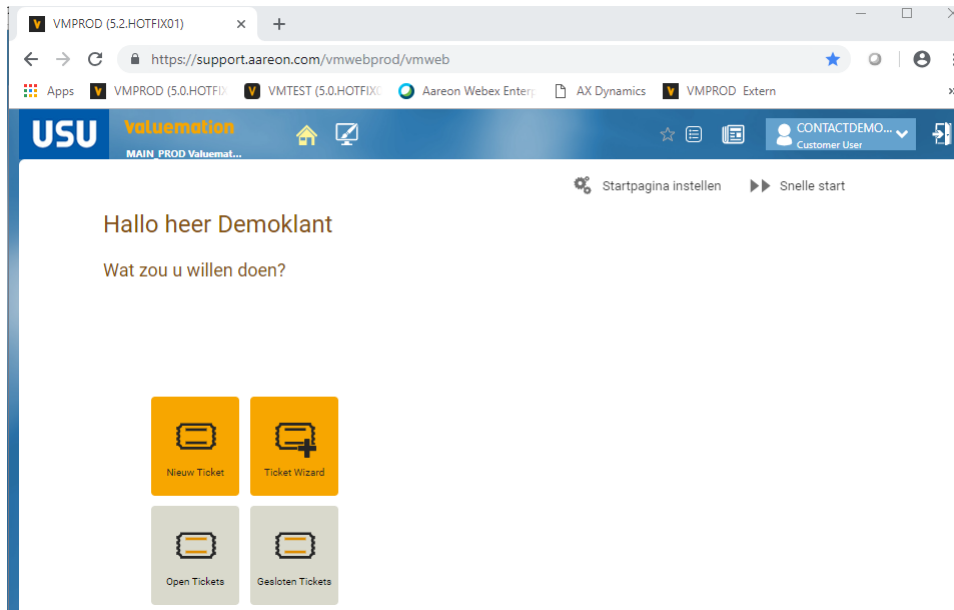 VMPROD (5.2.HOTFIX01)
https://support.aareon.com/vmwebprod/vmweb
Apps VMPROD (5.0.HOTFIX VMTEST (5.0.HOTFIX0 Aareon Webex Enterp AX Dynamics VMPROD Extern
USU valuemation CONTACTDEMO...
MAIN_PROD Valuemat... Customer User
Startpagina instellen Snelle start
Hallo heer Demoklant
Wat zou u willen doen?
Nieuw Ticket Ticket Wizard
Open Tickets Gesloten Tickets